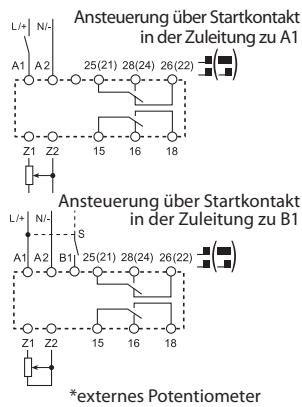 Ansteuerung über Startkontakt
in der Zuleitung zu A1
L/+ N/-
A1 A2 25(21) 28(24) 26(22)
Z1 Z2 15 16 18
Ansteuerung über Startkontakt
in der Zuleitung zu B1
L/+ N/-
S
A1 A2 B1 25(21) 28(24) 26(22)
Z1 Z2 15 16 18
*externes Potentiometer